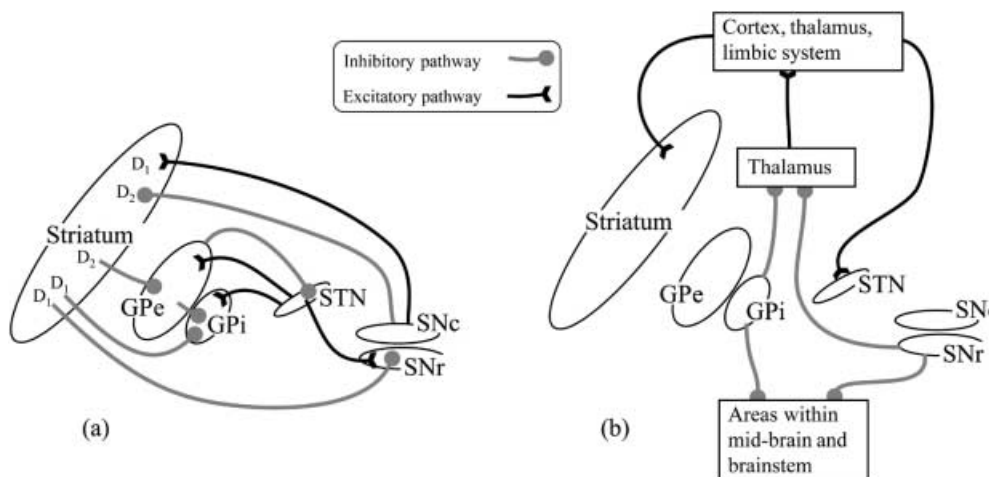 Inhibitory pathway
Excitatory pathway
Cortex, thalamus,
limbic system
D1
D2
Striatum
D2
D1
D1
GPe
GPi
STN
SNc
SNr
(a)
Thalamus
Striatum
GPe
GPi
STN
SNr
(b)
Areas within
mid-brain and
brainstem